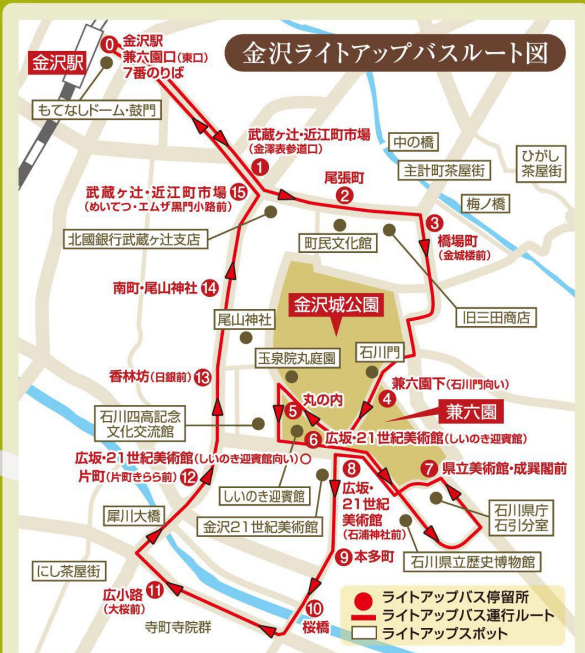 金沢ライトアップバスルート図
金沢駅
0 金沢駅
兼六園口(東口)
7番のりば
もてなしドーム・鼓門
武蔵ヶ辻・近江町市場
(金澤表参道口)
1
尾張町
2
中の橋
主計町茶屋街
ひがし
茶屋街
梅ノ橋
武蔵ヶ辻・近江町市場 15
(めいてつ・エムザ黒門小路前)
3
橋場町
(金城楼前)
北國銀行武蔵ヶ辻支店
町民文化館
旧三田商店
南町・尾山神社 14
金沢城公園
尾山神社
玉泉院丸庭園
石川門
香林坊(日銀前) 13
兼六園下(石川門向い)
4
丸の内
5
兼六園
石川四高記念
文化交流館
6 広坂・21世紀美術館(しいのき迎賓館)
広坂・21世紀美術館(しいのき迎賓館向い)
片町(片町きらら前) 12
しいのき迎賓館
8
広坂・
21世紀
美術館
(石浦神社前)
7 県立美術館・成巽閣前
石川県庁
石引分室
犀川大橋
金沢21世紀美術館
石川県立歴史博物館
にし茶屋街
9 本多町
11
広小路
(大桜前)
10
桜橋
寺町寺院群
ライトアップバス停留所
ライトアップバス運行ルート
ライトアップスポット